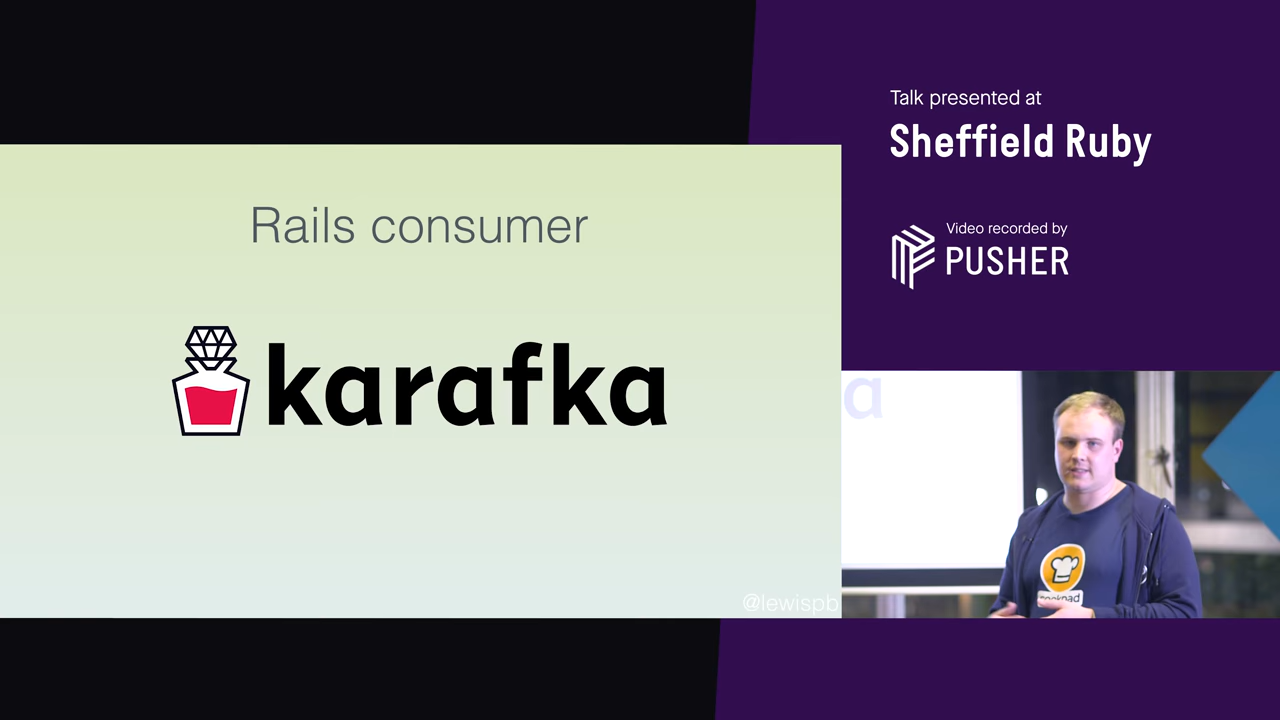 Talk presented at
Sheffield Ruby
Video recorded by
PUSHER
Rails consumer
karafka
@lewispb
a